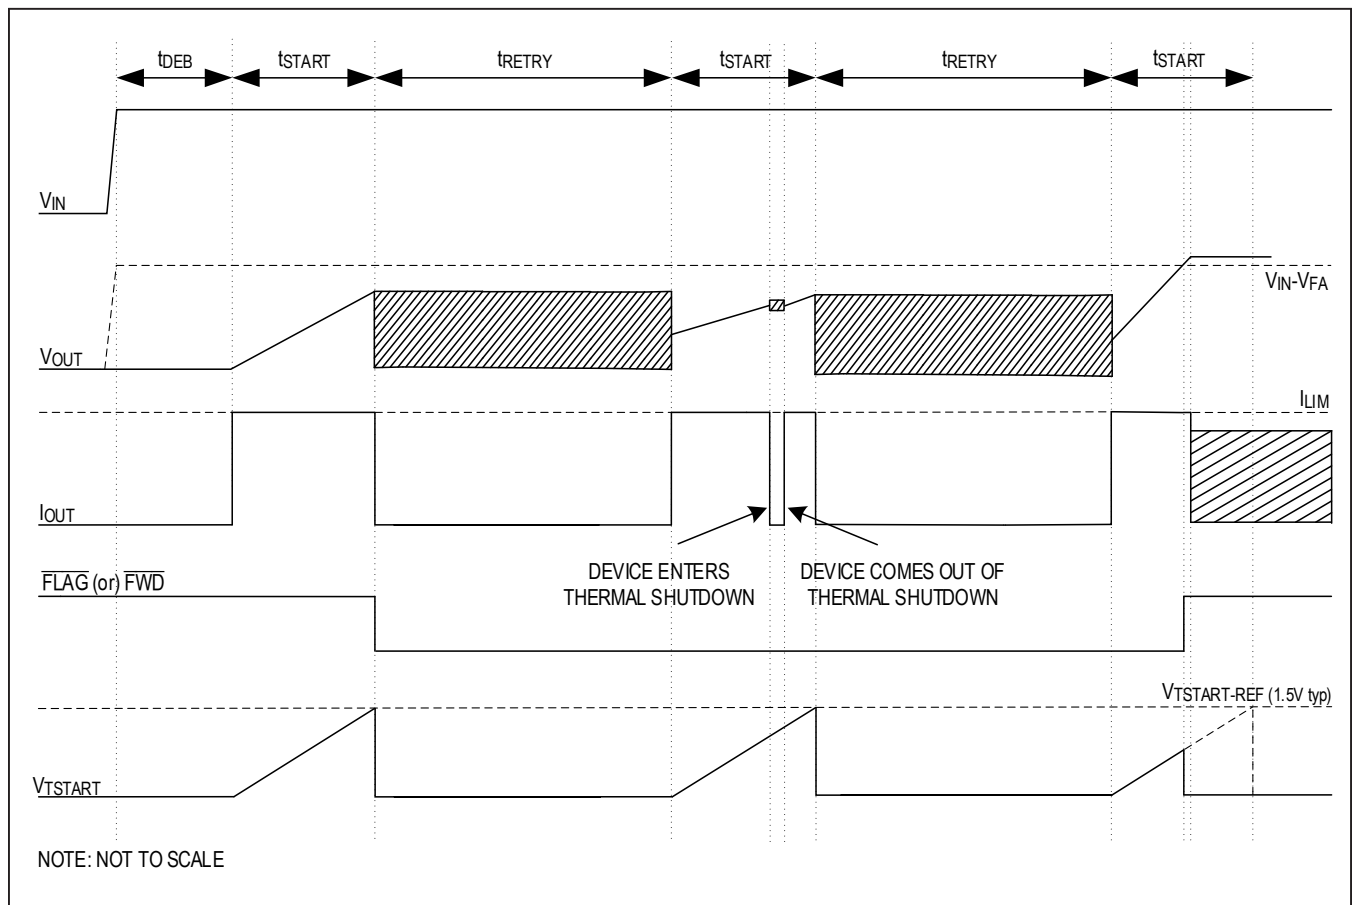 tDEB tSTART tRETRY tSTART tRETRY tSTART
VIN
VIN-VFA
VOUT
ILIM
IOUT
DEVICE ENTERS
THERMAL SHUTDOWN
DEVICE COMES OUT OF
THERMAL SHUTDOWN
FLAG (or) FWD
VTSTART-REF (1.5V typ)
VTSTART
NOTE: NOT TO SCALE